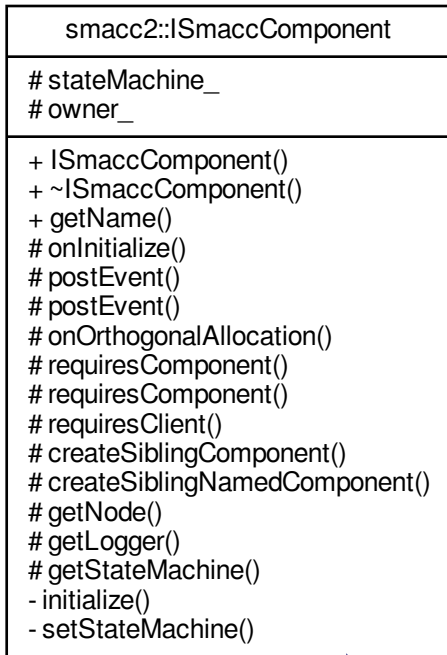 smacc2::ISmaccComponent
# stateMachine_
# owner_
+ ISmaccComponent()
+ ~ISmaccComponent()
+ getName()
# onInitialize()
# postEvent()
# postEvent()
# onOrthogonalAllocation()
# requiresComponent()
# requiresComponent()
# requiresClient()
# createSiblingComponent()
# createSiblingNamedComponent()
# getNode()
# getLogger()
# getStateMachine()
- initialize()
- setStateMachine()